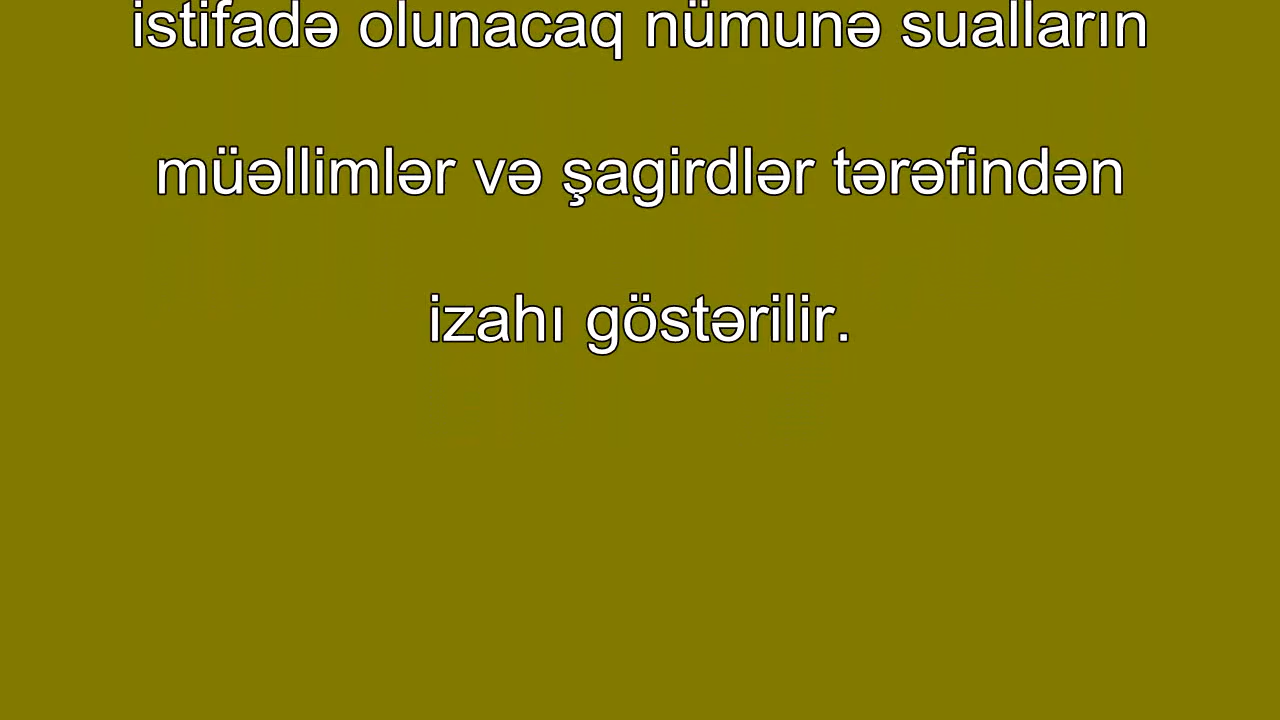 istifadə olunacaq nümunə sualların
müəllimlər və şagirdlər tərəfindən
izahı göstərilir.